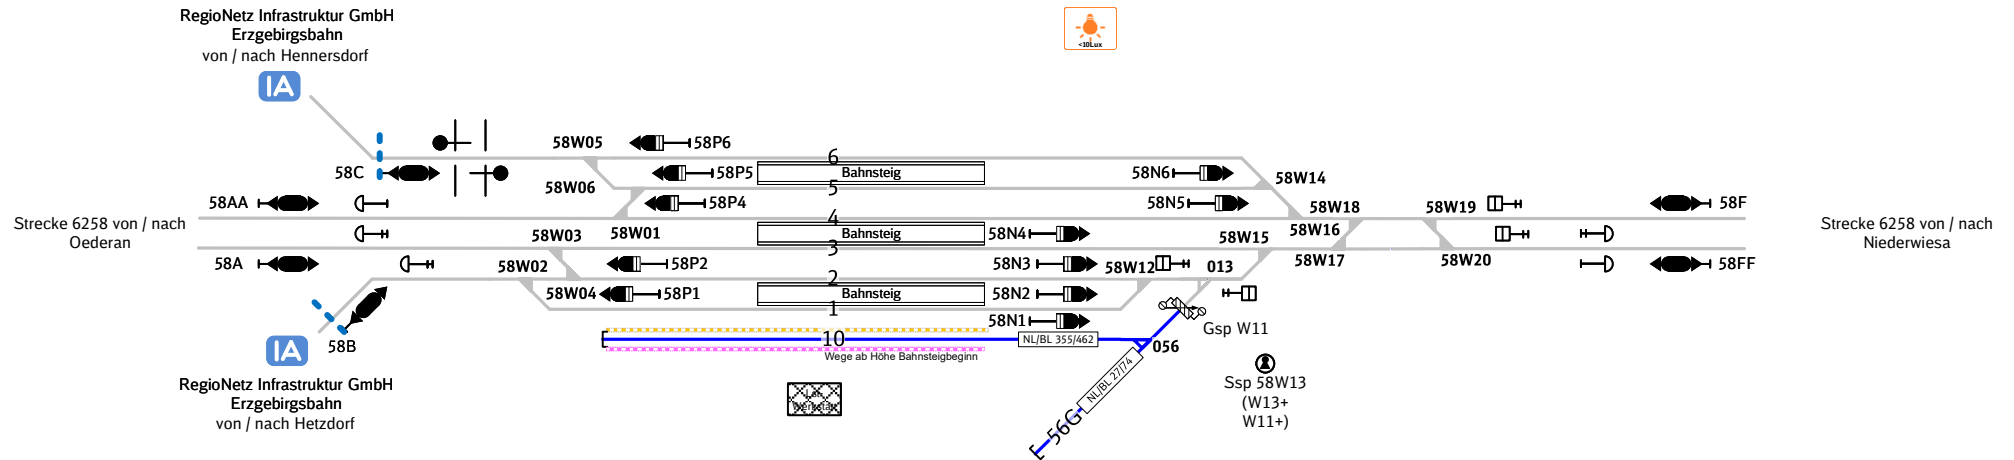 RegioNetz Infrastruktur GmbH
Erzgebirgsbahn
von / nach Hennersdorf
IA
<10Lux
58W05
58P6
6
58C
58P5
Bahnsteig
58N6
58W14
58W06
5
58AA
58P4
58N5
58W18
58W19
58F
4
Strecke 6258 von / nach
Oederan
58W03
58W01
Bahnsteig
58N4
58W15
58W16
Strecke 6258 von / nach
Niederwiesa
3
58A
58W02
58P2
58N3
58W12
013
58W17
58W20
58FF
2
58W04
58P1
Bahnsteig
58N2
1
58N1
Gsp W11
IA
58B
10
NL/BL 355/462
056
Wege ab Höhe Bahnsteigbeginn
NL/BL 27/74
56G
RegioNetz Infrastruktur GmbH
Erzgebirgsbahn
von / nach Hetzdorf
Ssp 58W13
(W13+
W11+)